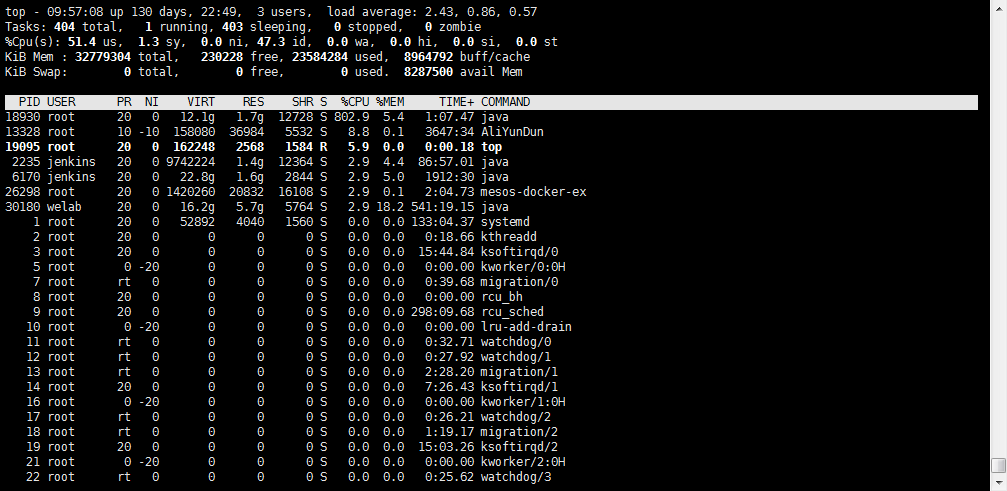 top - 09:57:08 up 130 days, 22:49,  3 users,  load average: 2.43, 0.86, 0.57
Tasks: 404 total,   1 running, 403 sleeping,   0 stopped,   0 zombie
%Cpu(s): 51.4 us,  1.3 sy,  0.0 ni, 47.3 id,  0.0 wa,  0.0 hi,  0.0 si,  0.0 st
KiB Mem : 32779304 total,   230228 free, 23584284 used,  8964792 buff/cache
KiB Swap:        0 total,        0 free,        0 used.  8287500 avail Mem
  PID USER      PR  NI    VIRT    RES    SHR S  %CPU %MEM     TIME+ COMMAND
18930 root      20   0   12.1g   1.7g  12728 S 802.9  5.4   1:07.47 java
13328 root      10 -10  158080  36984   5532 S   8.8  0.1   3647:34 AliYunDun
19095 root      20   0  162248   2568   1584 R   5.9  0.0   0:00.18 top
 2235 jenkins   20   0 9742224   1.4g  12364 S   2.9  4.4  86:57.01 java
 6170 jenkins   20   0   22.8g   1.6g   2844 S   2.9  5.0   1912:30 java
26298 root      20   0 1420260  20832  16108 S   2.9  0.1   2:04.73 mesos-docker-ex
30180 welab     20   0   16.2g   5.7g   5764 S   2.9 18.2 541:19.15 java
    1 root      20   0   52892   4040   1560 S   0.0  0.0 133:04.37 systemd
    2 root      20   0       0      0      0 S   0.0  0.0   0:18.66 kthreadd
    3 root      20   0       0      0      0 S   0.0  0.0  15:44.84 ksoftirqd/0
    5 root       0 -20       0      0      0 S   0.0  0.0   0:00.00 kworker/0:0H
    7 root      rt   0       0      0      0 S   0.0  0.0   0:39.68 migration/0
    8 root      20   0       0      0      0 S   0.0  0.0   0:00.00 rcu_bh
    9 root      20   0       0      0      0 S   0.0  0.0 298:09.68 rcu_sched
   10 root       0 -20       0      0      0 S   0.0  0.0   0:00.00 lru-add-drain
   11 root      rt   0       0      0      0 S   0.0  0.0   0:32.71 watchdog/0
   12 root      rt   0       0      0      0 S   0.0  0.0   0:27.92 watchdog/1
   13 root      rt   0       0      0      0 S   0.0  0.0   2:28.20 migration/1
   14 root      20   0       0      0      0 S   0.0  0.0   7:26.43 ksoftirqd/1
   16 root       0 -20       0      0      0 S   0.0  0.0   0:00.00 kworker/1:0H
   17 root      rt   0       0      0      0 S   0.0  0.0   0:26.21 watchdog/2
   18 root      rt   0       0      0      0 S   0.0  0.0   1:19.17 migration/2
   19 root      20   0       0      0      0 S   0.0  0.0  15:03.26 ksoftirqd/2
   21 root       0 -20       0      0      0 S   0.0  0.0   0:00.00 kworker/2:0H
   22 root      rt   0       0      0      0 S   0.0  0.0   0:25.62 watchdog/3